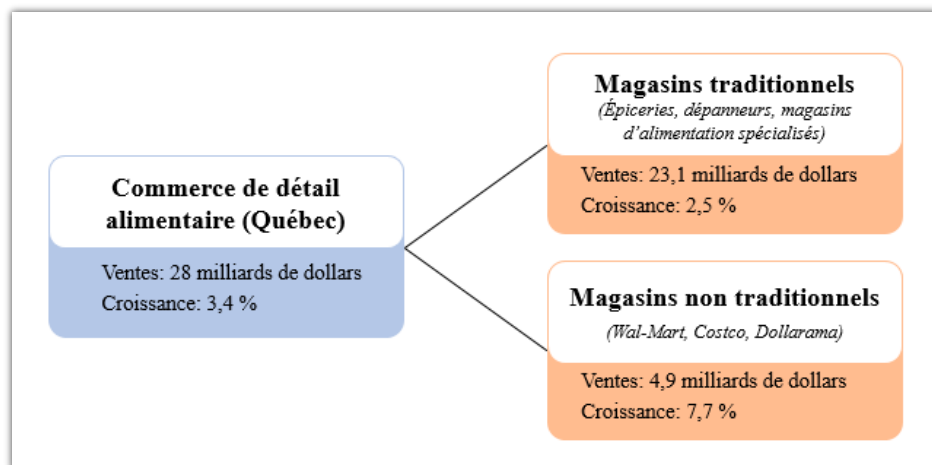 Commerce de détail
alimentaire (Québec)
Ventes: 28 milliards de dollars
Croissance: 3,4 %
Magasins traditionnels
(Épiceries, dépanneurs, magasins
d'alimentation spécialisés)
Ventes: 23,1 milliards de dollars
Croissance: 2,5 %
Magasins non traditionnels
(Wal-Mart, Costco, Dollarama)
Ventes: 4,9 milliards de dollars
Croissance: 7,7 %